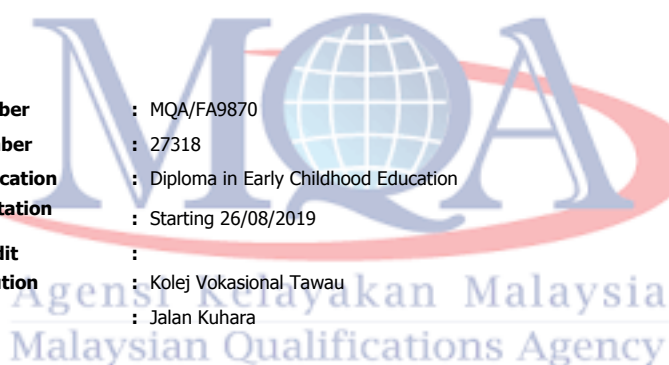 MQA
ber : MQA/FA9870
ber : 27318
cation : Diploma in Early Childhood Education
tation : Starting 26/08/2019
dit :
ution : Kolej Vokasional Tawau
: Jalan Kuhara
Agensi Kelayakan Malaysia
Malaysian Qualifications Agency